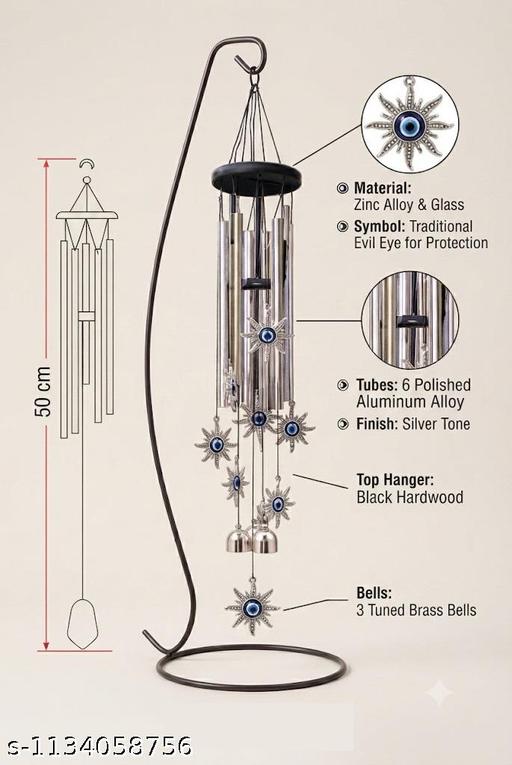 Material:
Zinc Alloy & Glass
Symbol: Traditional
Evil Eye for Protection
50 cm
Tubes: 6 Polished
Aluminum Alloy
Finish: Silver Tone
Top Hanger:
Black Hardwood
Bells:
3 Tuned Brass Bells
s-1134058756